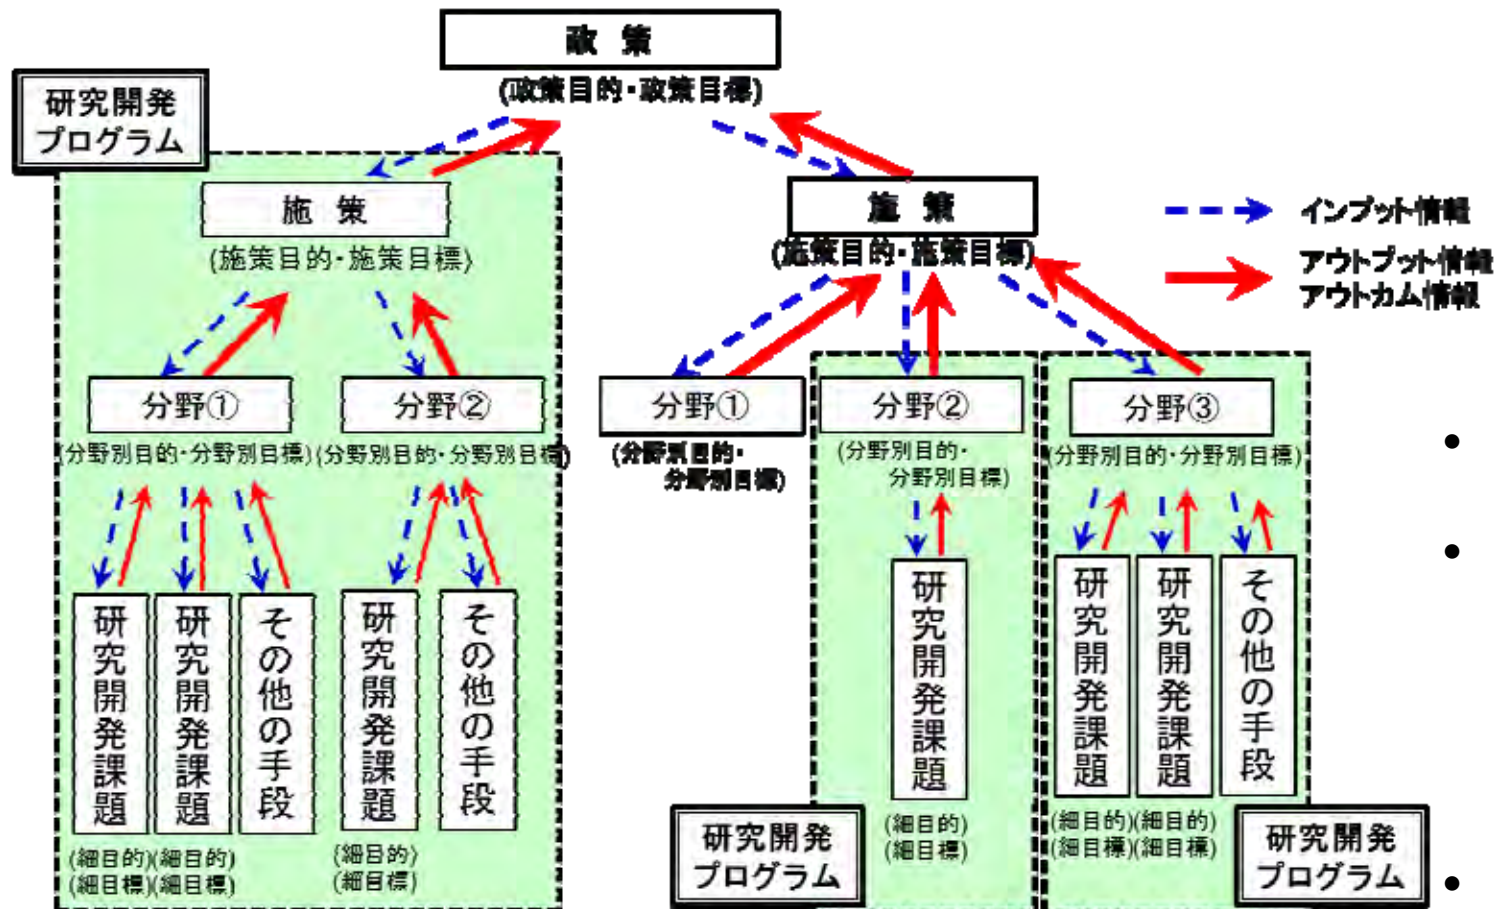 政 策
(政策目的・政策目標)
研究開発
プログラム
施 策
(施策目的・施策目標)
施 策
(施策目的・施策目標)
インプット情報
アウトプット情報
アウトカム情報
分野①
(分野別目的・分野別目標)
分野②
(分野別目的・分野別目標)
分野①
(分野別目的・
分野別目標)
分野②
(分野別目的・
分野別目標)
分野③
(分野別目的・分野別目標)
研究開発課題
研究開発課題
その他の手段
研究開発課題
その他の手段
研究開発課題
研究開発課題
研究開発課題
その他の手段
(細目的)(細目的)
(細目標)(細目標)
(細目的)
(細目標)
(細目的)
(細目標)
(細目的)(細目的)
(細目標)(細目標)
研究開発
プログラム
研究開発
プログラム